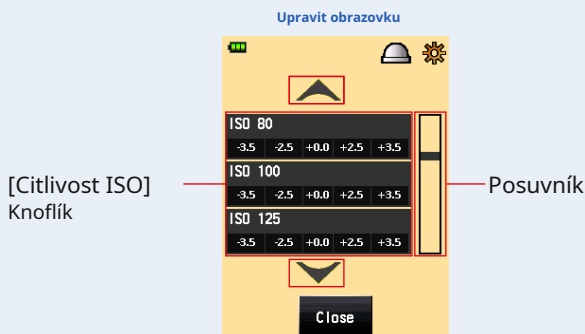 Upravit obrazovku
ISO 80
-3.5 -2.5 +0.0 +2.5 +3.5
ISO 100
-3.5 -2.5 +0.0 +2.5 +3.5
ISO 125
-3.5 -2.5 +0.0 +2.5 +3.5
[Citlivost ISO]
Knoflík
Posuvník
Close